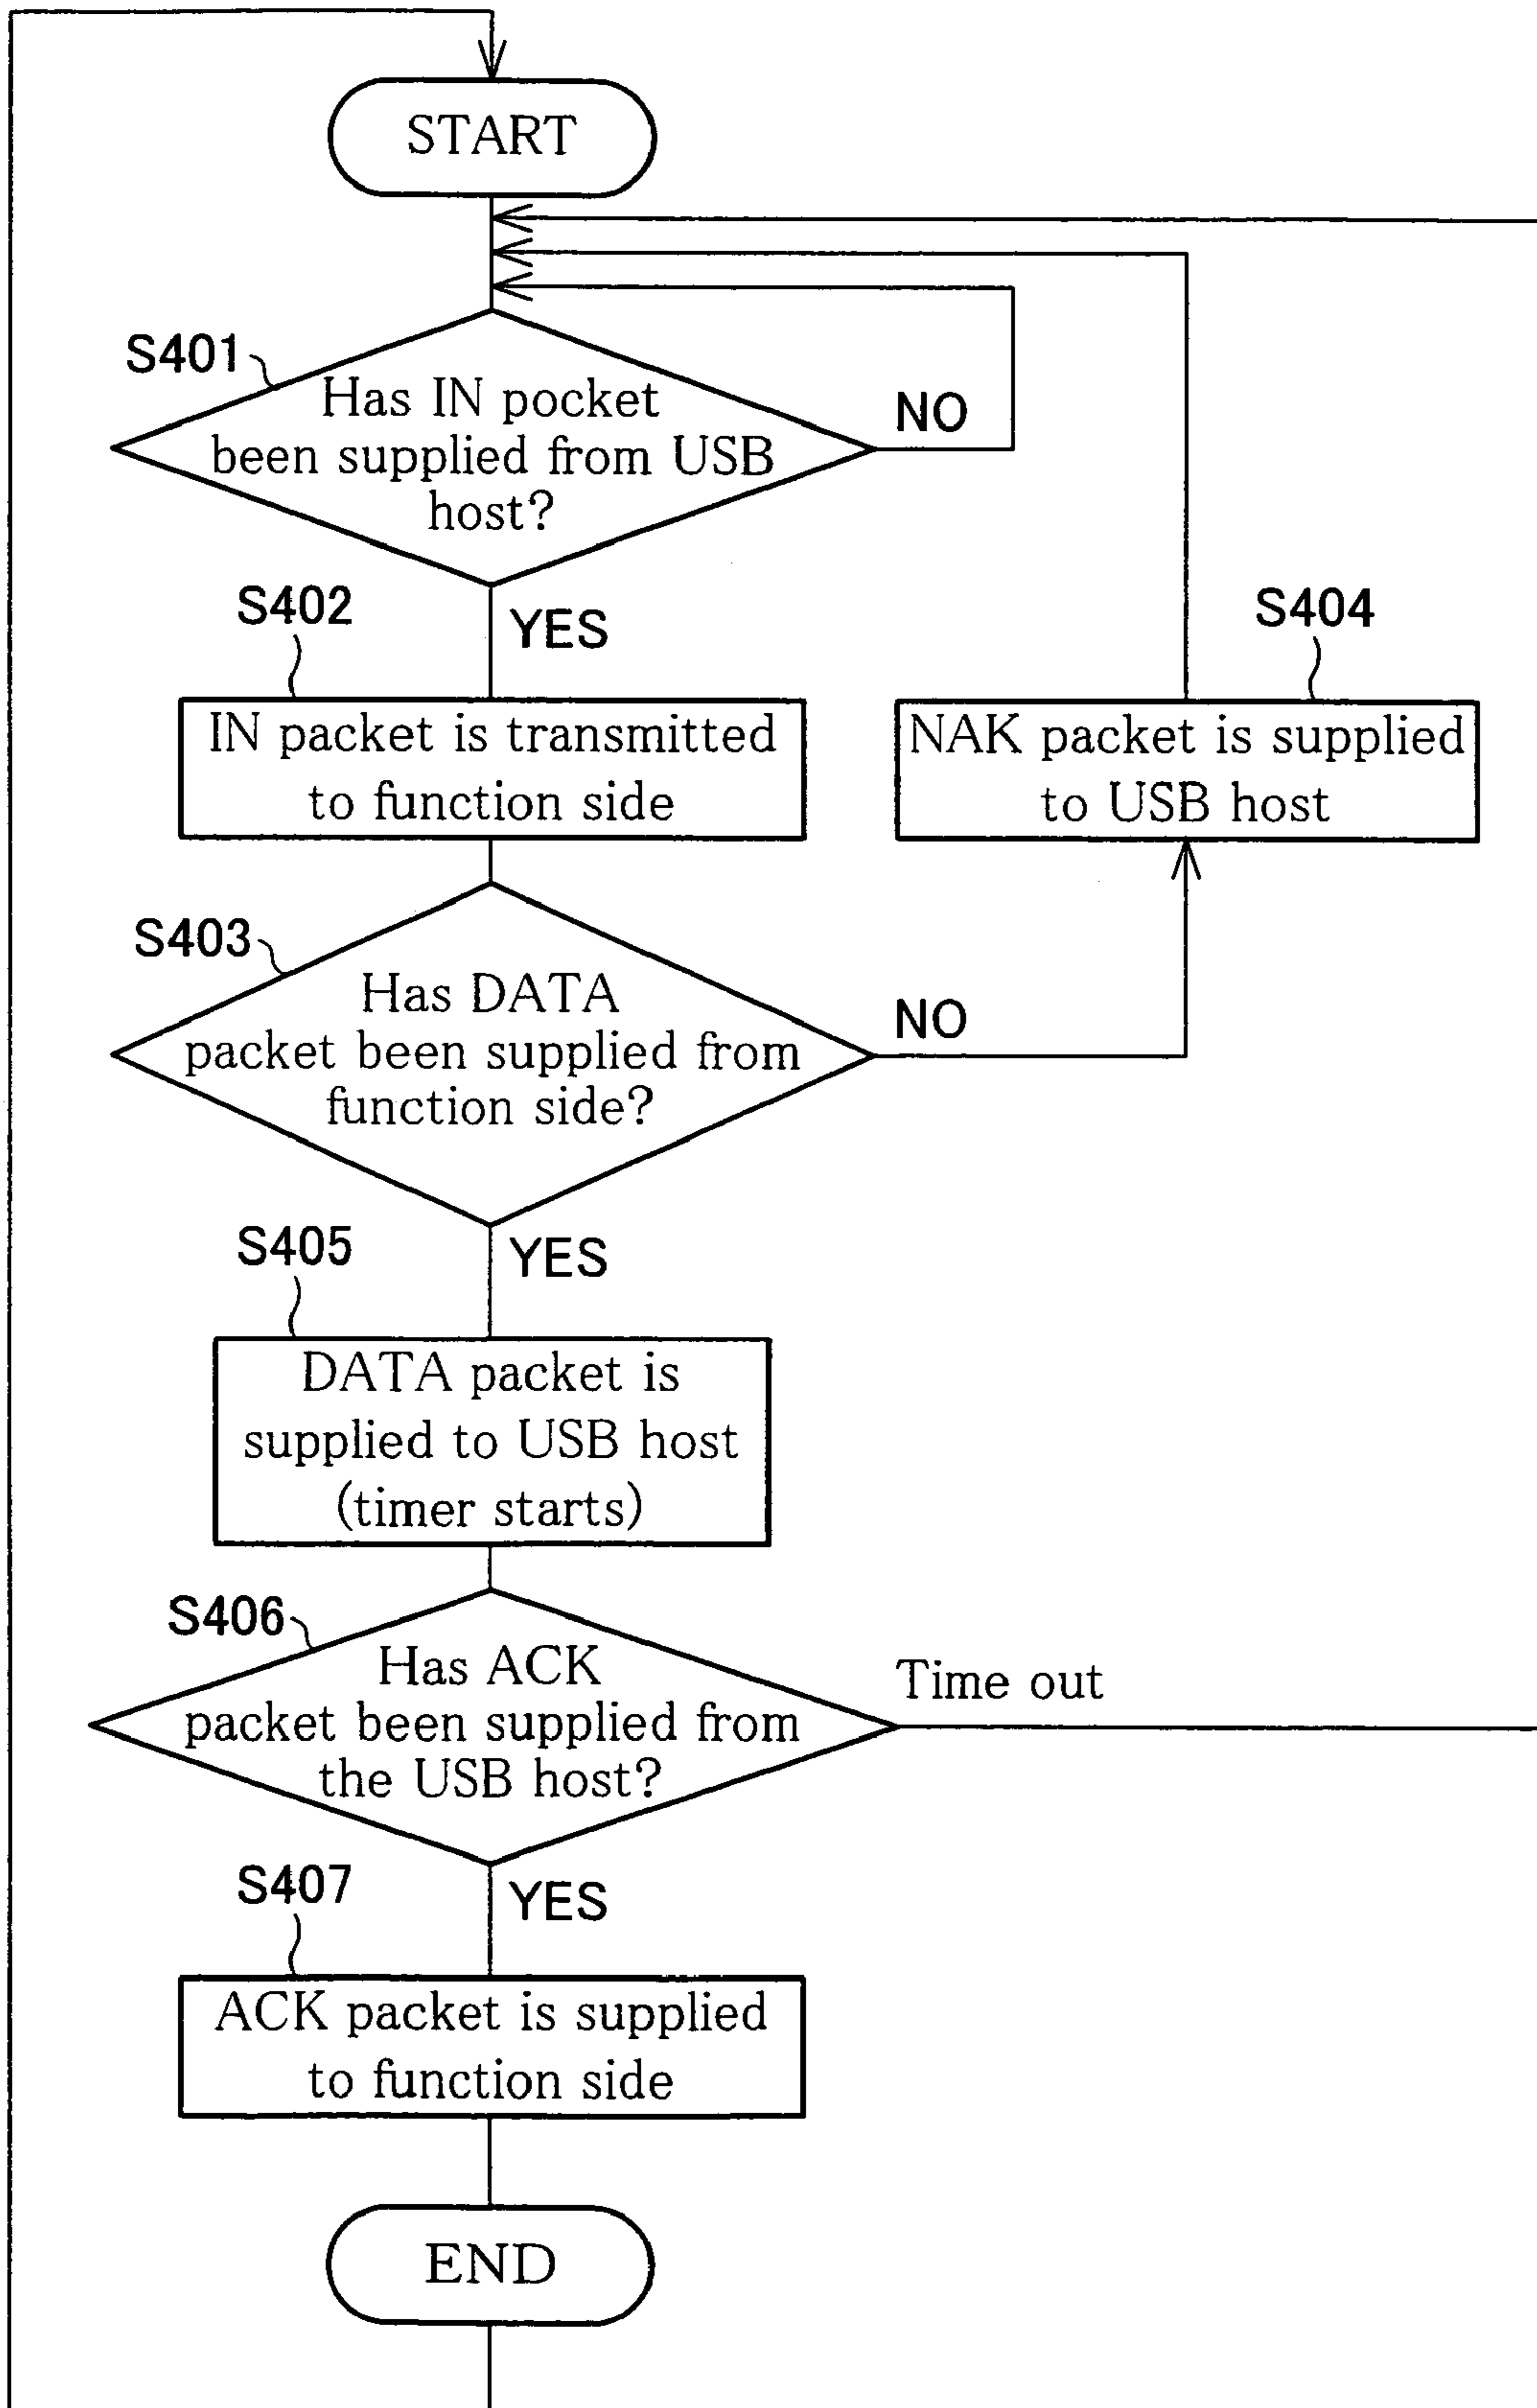 START
S401
Has IN pocket
been supplied from USB
host?
NO
YES
S402
IN packet is transmitted
to function side
S404
NAK packet is supplied
to USB host
S403
Has DATA
packet been supplied from
function side?
NO
YES
S405
DATA packet is
supplied to USB host
(timer starts)
S406
Has ACK
packet been supplied from
the USB host?
Time out
YES
S407
ACK packet is supplied
to function side
END